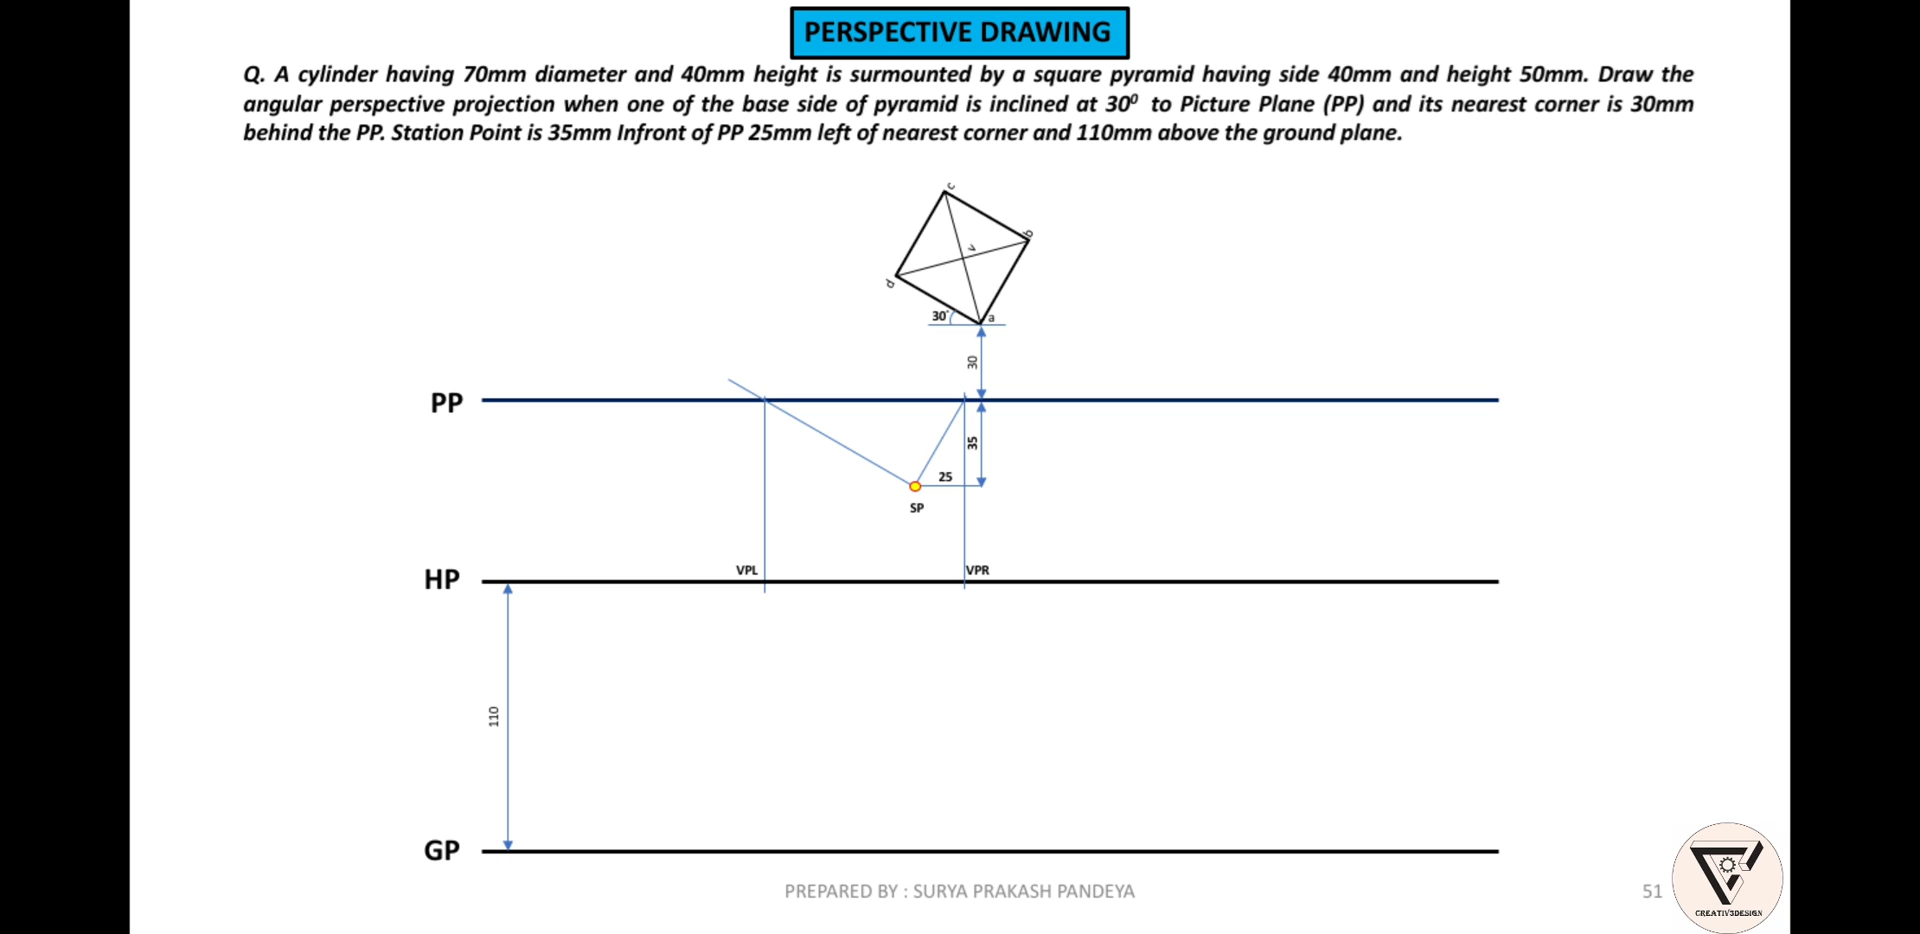 PERSPECTIVE DRAWING
Q. A cylinder having 70mm diameter and 40mm height is surmounted by a square pyramid having side 40mm and height 50mm. Draw the
angular perspective projection when one of the base side of pyramid is inclined at 30⁰ to Picture Plane (PP) and its nearest corner is 30mm
behind the PP. Station Point is 35mm Infront of PP 25mm left of nearest corner and 110mm above the ground plane.
c
b
v
d
30°
a
30
PP
35
25
SP
VPL
VPR
HP
110
GP
PREPARED BY : SURYA PRAKASH PANDEYA
51
CREATIV3DESIGN